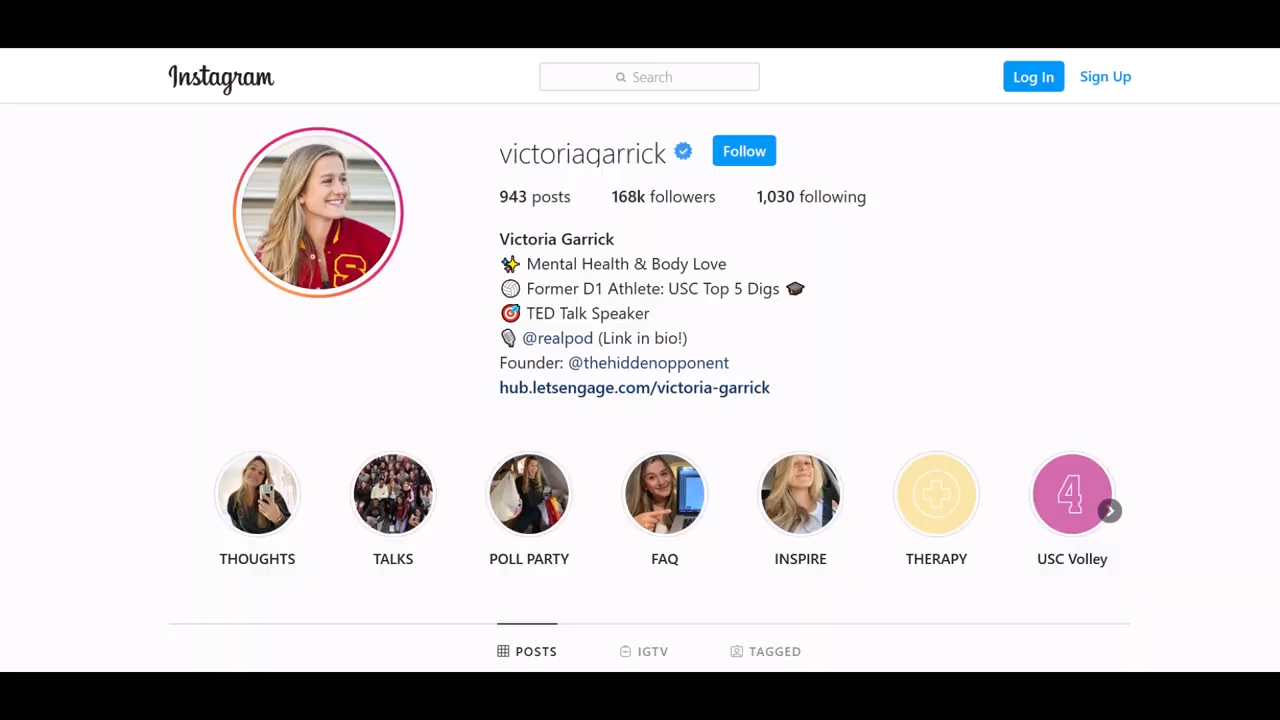 Instagram
Search
Log In
Sign Up
victoriagarrick
Follow
943 posts
168k followers
1,030 following
Victoria Garrick
✨ Mental Health & Body Love
🏐 Former D1 Athlete: USC Top 5 Digs 🎓
🎯 TED Talk Speaker
🎙 @realpod (Link in bio!)
Founder: @thehiddenopponent
hub.letsengage.com/victoria-garrick
S
4
THOUGHTS
TALKS
POLL PARTY
FAQ
INSPIRE
THERAPY
USC Volley
POSTS
IGTV
TAGGED